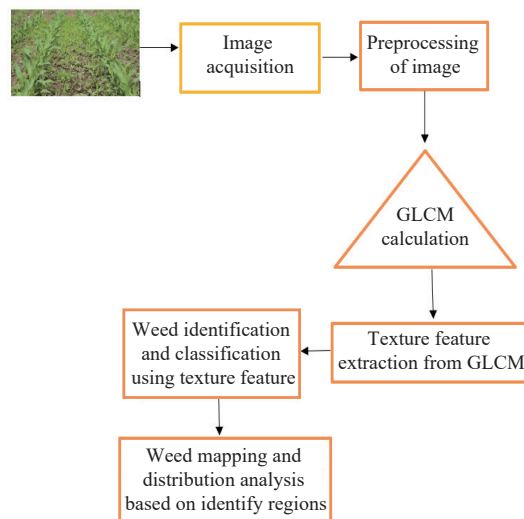 Image
acquisition
Preprocessing
of image
GLCM
calculation
Texture feature
extraction from GLCM
Weed identification
and classification
using texture feature
Weed mapping and
distribution analysis
based on identify regions